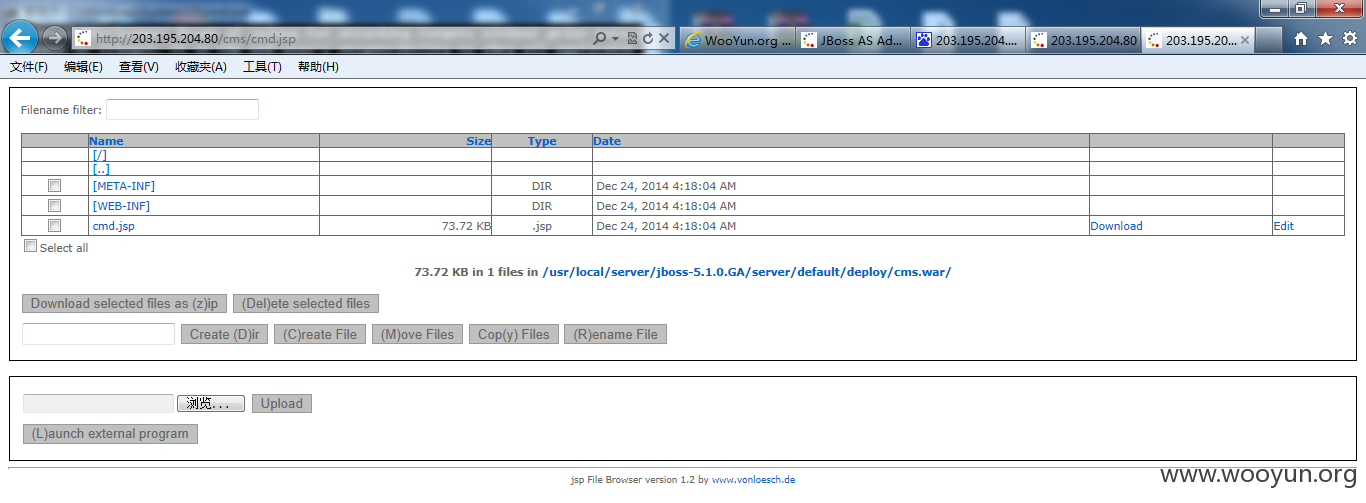 http://203.195.204.80/cms/cmd.jsp
WooYun.org ...
JBoss AS Ad...
203.195.204....
203.195.204.80
203.195.20...
文件(F) 编辑(E) 查看(V) 收藏夹(A) 工具(T) 帮助(H)
Filename filter:
Name Size Type Date
[/]
[..]
[META-INF] DIR Dec 24, 2014 4:18:04 AM
[WEB-INF] DIR Dec 24, 2014 4:18:04 AM
cmd.jsp 73.72 KB .jsp Dec 24, 2014 4:18:04 AM Download Edit
Select all
73.72 KB in 1 files in /usr/local/server/jboss-5.1.0.GA/server/default/deploy/cms.war/
Download selected files as (z)ip (Del)ete selected files
Create (D)ir (C)reate File (M)ove Files Cop(y) Files (R)ename File
浏览... Upload
(L)aunch external program
jsp File Browser version 1.2 by www.vonloesch.de
www.wooyun.org